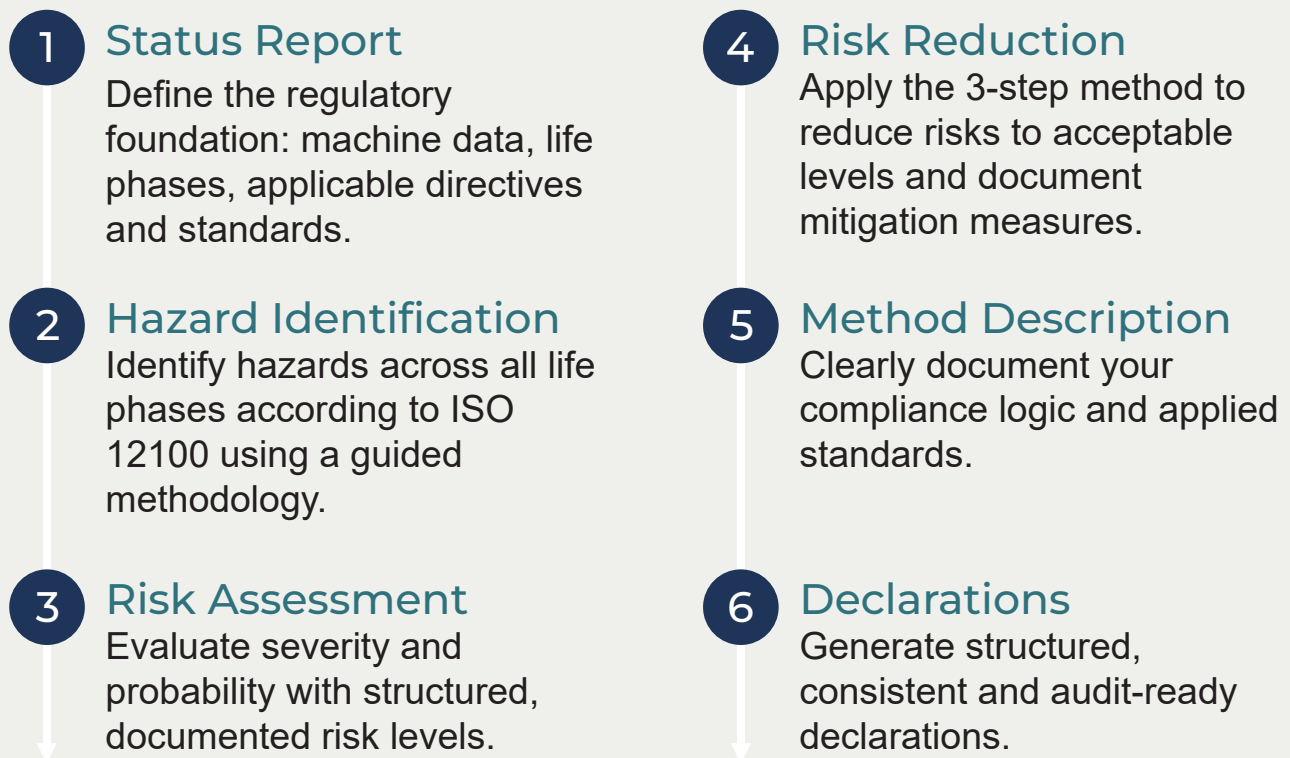 1
Status Report
Define the regulatory
foundation: machine data, life
phases, applicable directives
and standards.
2
Hazard Identification
Identify hazards across all life
phases according to ISO
12100 using a guided
methodology.
3
Risk Assessment
Evaluate severity and
probability with structured,
documented risk levels.
4
Risk Reduction
Apply the 3-step method to
reduce risks to acceptable
levels and document
mitigation measures.
5
Method Description
Clearly document your
compliance logic and applied
standards.
6
Declarations
Generate structured,
consistent and audit-ready
declarations.